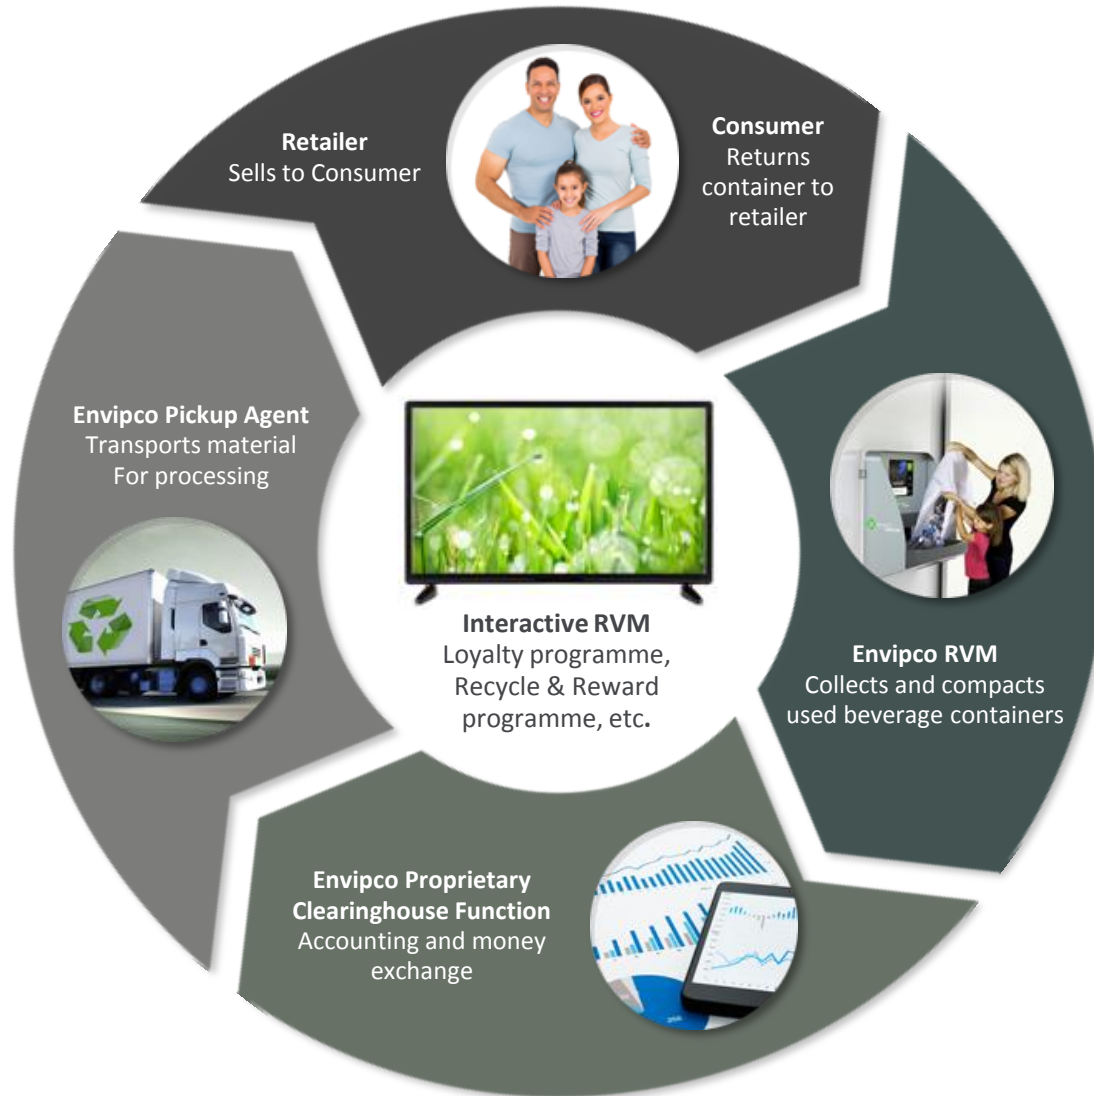 Retailer
Sells to Consumer
Consumer
Returns
container to
retailer
Envipco Pickup Agent
Transports material
For processing
Interactive RVM
Loyalty programme,
Recycle & Reward
programme, etc.
Envipco RVM
Collects and compacts
used beverage containers
Envipco Proprietary
Clearinghouse Function
Accounting and money
exchange